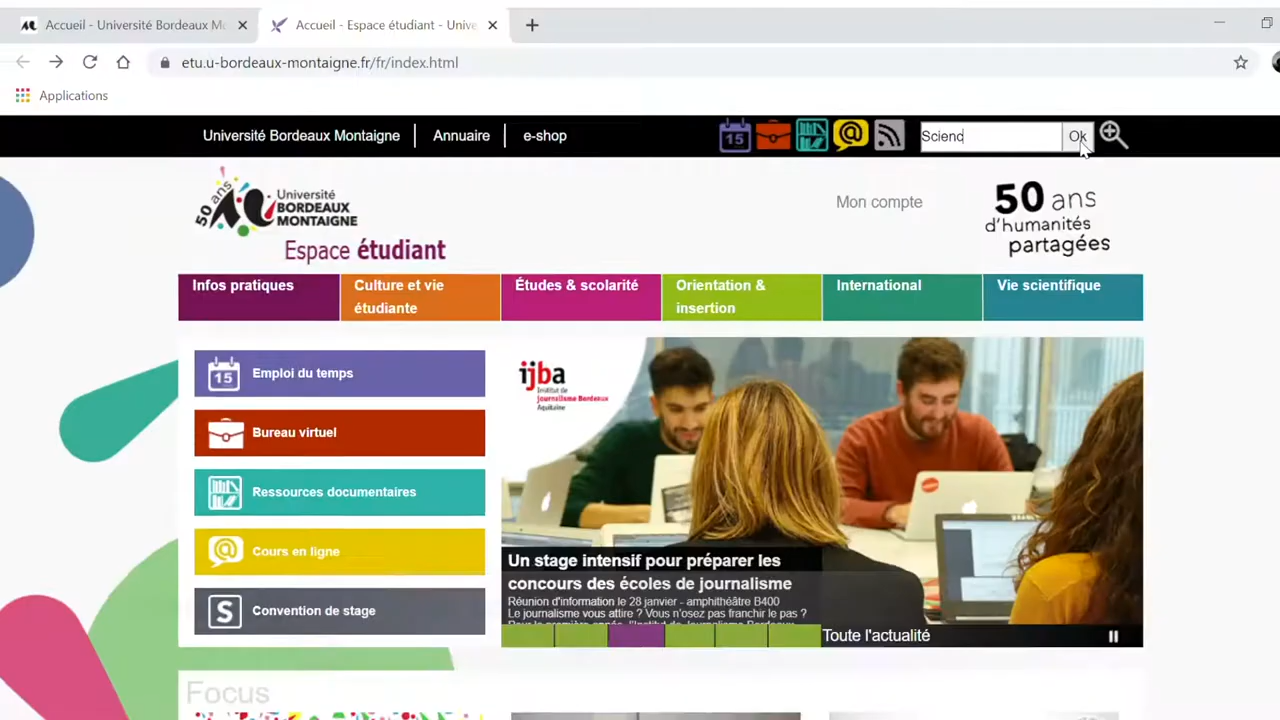 Accueil - Université Bordeaux M
Accueil - Espace étudiant - Unive
etu.u-bordeaux-montaigne.fr/fr/index.html
Applications
Université Bordeaux Montaigne
Annuaire
e-shop
15
Scienc
Ok
50 ans
Université
BORDEAUX
MONTAIGNE
Espace étudiant
Mon compte
50 ans
d'humanités
partagées
Infos pratiques
Culture et vie
étudiante
Études & scolarité
Orientation &
insertion
International
Vie scientifique
15
Emploi du temps
Bureau virtuel
Ressources documentaires
@
Cours en ligne
S
Convention de stage
ijba
Institut de
journalisme Bordeaux
Aquitaine
Un stage intensif pour préparer les
concours des écoles de journalisme
Réunion d'information le 28 janvier - amphithéâtre B400
Le journalisme vous attire ? Vous n'osez pas franchir le pas ?
Toute l'actualité
Focus